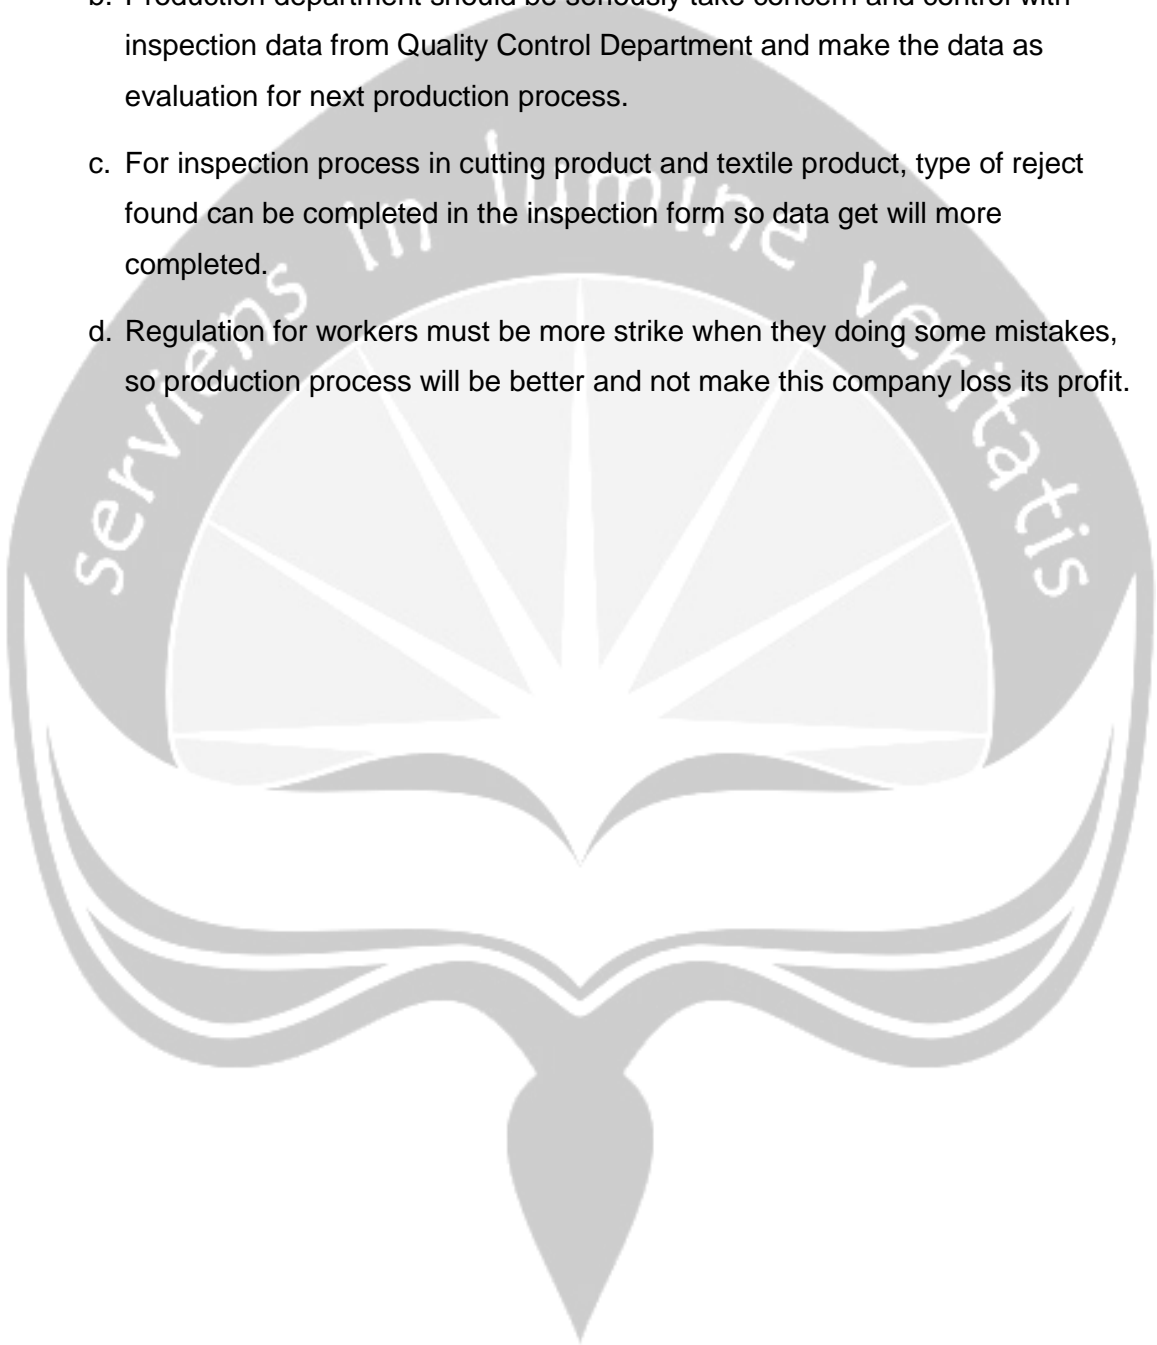 b. Production department should be seriously take concern and control with
inspection data from Quality Control Department and make the data as
evaluation for next production process.
c. For inspection process in cutting product and textile product, type of reject
found can be completed in the inspection form so data get will more
completed.
d. Regulation for workers must be more strike when they doing some mistakes,
so production process will be better and not make this company loss its profit.
serviens in lumine veritatis